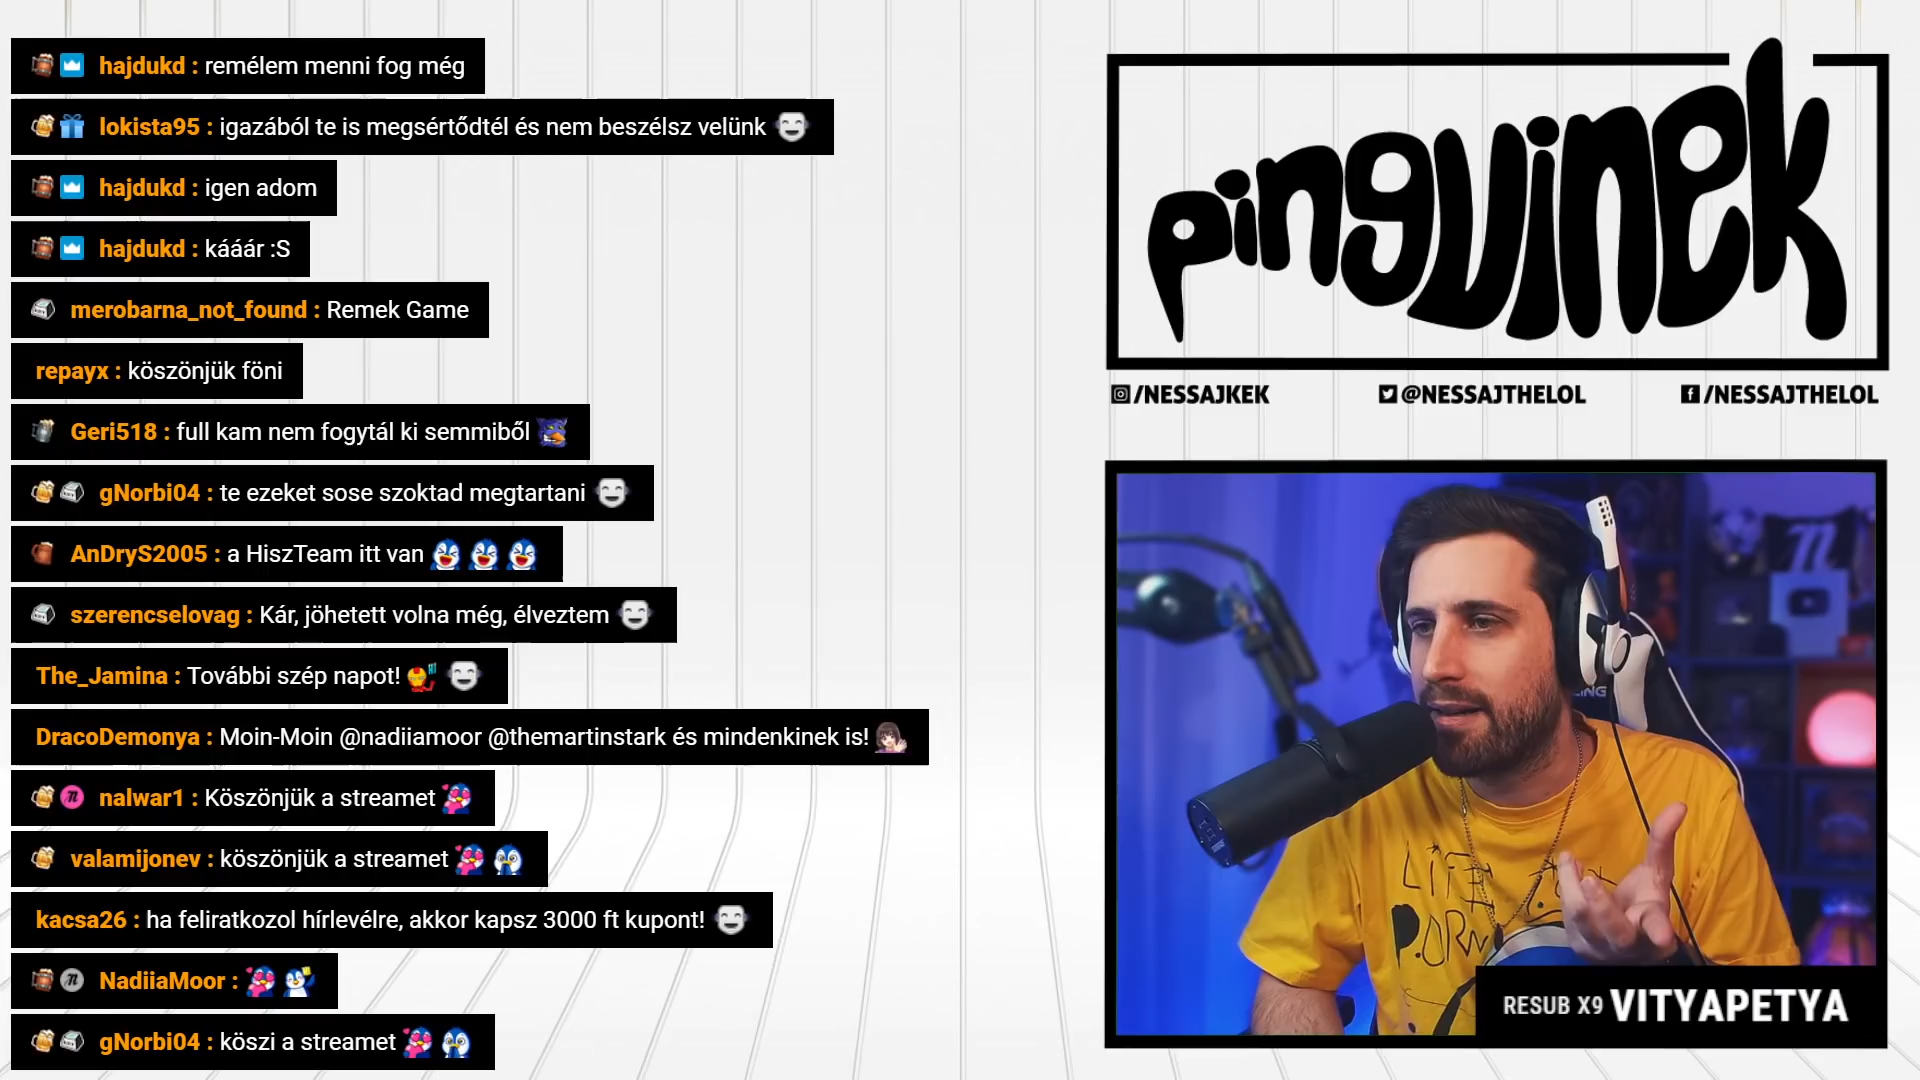 hajdukd : remélem menni fog még
lokista95 : igazából te is megsértődtél és nem beszélsz velünk
hajdukd : igen adom
hajdukd : kááár :S
merobarna_not_found : Remek Game
repayx : köszönjük föni
Geri518 : full kam nem fogytál ki semmiből
gNorbi04 : te ezeket sose szoktad megtartani
AnDryS2005 : a HiszTeam itt van
szerencselovag : Kár, jöhetett volna még, élveztem
The_Jamina : További szép napot!
DracoDemonya : Moin-Moin @nadiiamoor @themartinstark és mindenkinek is!
nalwar1 : Köszönjük a streamet
valamijonev : köszönjük a streamet
kacsa26 : ha feliratkozol hírlevélre, akkor kapsz 3000 ft kupont!
NadiiaMoor :
gNorbi04 : köszi a streamet
pingvinek
/NESSAJKEK @NESSAJTHELOL /NESSAJTHELOL
LIFE
PORN
RESUB X9 VITYAPETYA